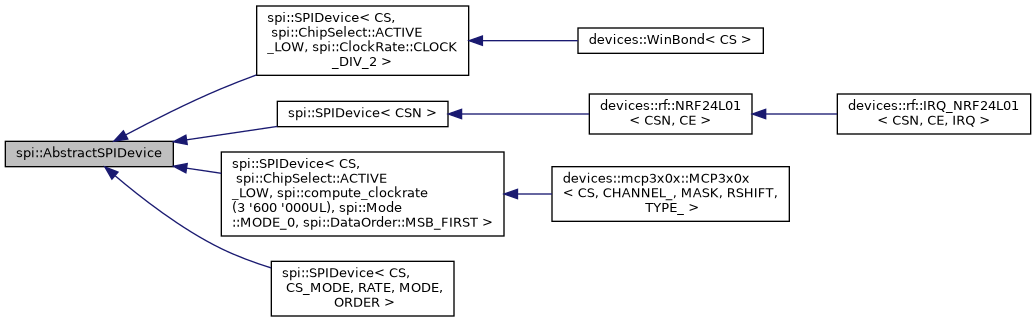 spi::SPIDevice< CS,
spi::ChipSelect::ACTIVE
_LOW, spi::ClockRate::CLOCK
_DIV_2 >
devices::WinBond< CS >
spi::SPIDevice< CSN >
devices::rf::NRF24L01
< CSN, CE >
devices::rf::IRQ_NRF24L01
< CSN, CE, IRQ >
spi::AbstractSPIDevice
spi::SPIDevice< CS,
spi::ChipSelect::ACTIVE
_LOW, spi::compute_clockrate
(3 '600 '000UL), spi::Mode
::MODE_0, spi::DataOrder::MSB_FIRST >
devices::mcp3x0x::MCP3x0x
< CS, CHANNEL_, MASK, RSHIFT,
TYPE_ >
spi::SPIDevice< CS,
CS_MODE, RATE, MODE,
ORDER >